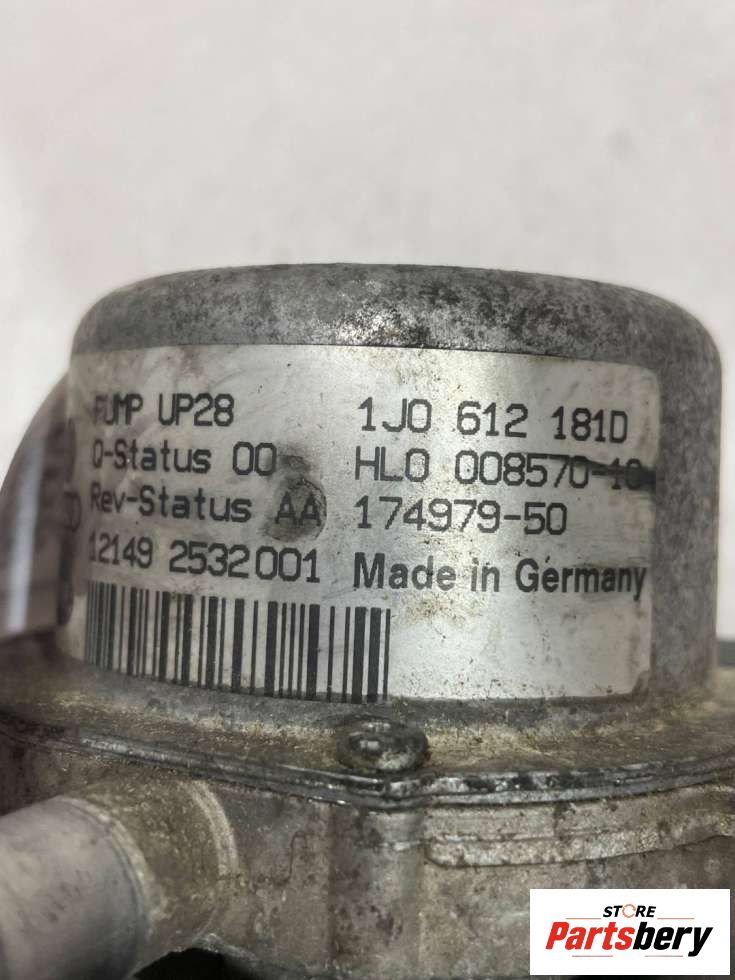 PUMP UP28 1J0 612 181D
Q-Status 00 HLO 008570-10
Rev-Status AA 174979-50
12149 2532001 Made in Germany
STORE
Partsbery